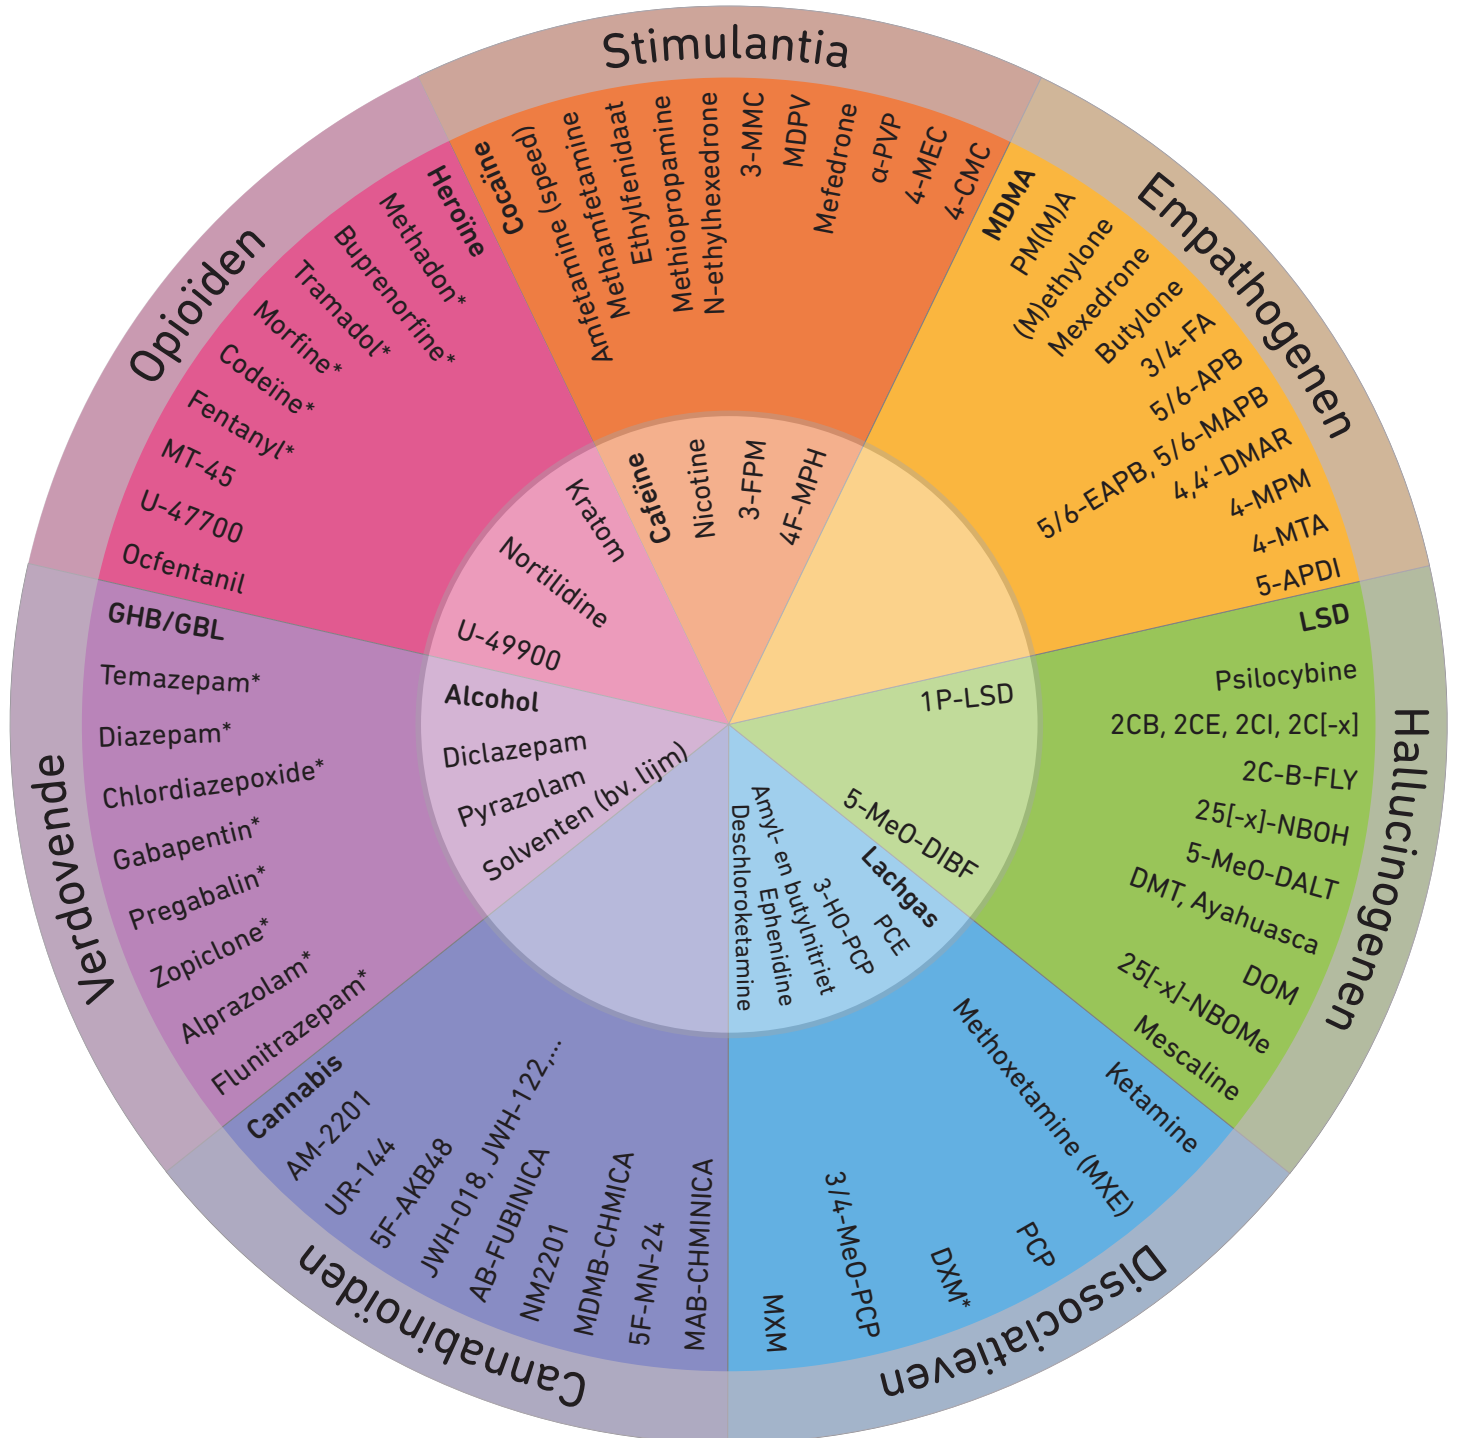 Stimulantia
Cocaïne
Amfetamine (speed)
Methamfetamine
Ethylfenidaat
Methiopropamine
N-ethylhexedrone
3-MMC
MDPV
Mefedrone
α-PVP
4-MEC
4-CMC
Cafeïne
Nicotine
3-FPM
4F-MPH
Empathogenen
MDMA
PM(M)A
(M)ethylone
Mexedrone
Butylone
3/4-FA
5/6-APB
5/6-EAPB, 5/6-MAPB
4,4'-DMAR
4-MPM
4-MTA
5-APDI
Hallucinogenen
LSD
Psilocybine
2CB, 2CE, 2CI, 2C[-x]
2C-B-FLY
25[-x]-NBOH
5-MeO-DALT
DMT, Ayahuasca
DOM
25[-x]-NBOMe
Mescaline
1P-LSD
5-MeO-DIBF
Dissociatieven
Ketamine
Methoxetamine (MXE)
PCP
DXM*
3/4-MeO-PCP
MXM
Lachgas
PCE
3-HO-PCP
Amyl- en butylnitriet
Ephenidine
Deschloroketamine
Cannabinoïden
MAB-CHMINICA
5F-MN-24
MDMB-CHMICA
NM2201
AB-FUBINICA
JWH-018, JWH-122,...
5F-AKB48
UR-144
AM-2201
Cannabis
Verdovende
GHB/GBL
Temazepam*
Diazepam*
Chlordiazepoxide*
Gabapentin*
Pregabalin*
Zopiclone*
Alprazolam*
Flunitrazepam*
Alcohol
Diclazepam
Pyrazolam
Solventen (bv. lijm)
Opioïden
Heroïne
Methadon*
Buprenorfine*
Tramadol*
Morfine*
Codeïne*
Fentanyl*
MT-45
U-47700
Ocfentanil
Kratom
Nortilidine
U-49900